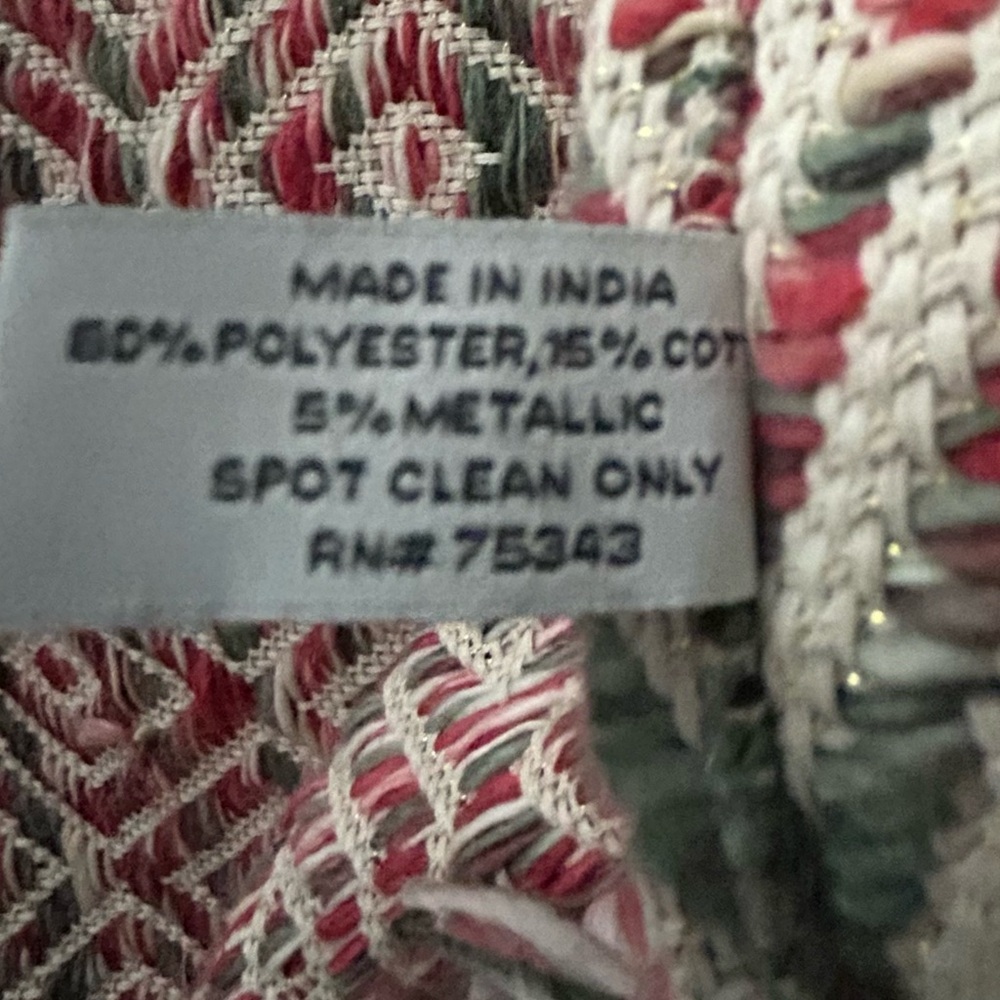 MADE IN INDIA
80% POLYESTER, 15% COT
5% METALLIC
SPOT CLEAN ONLY
RN# 75343